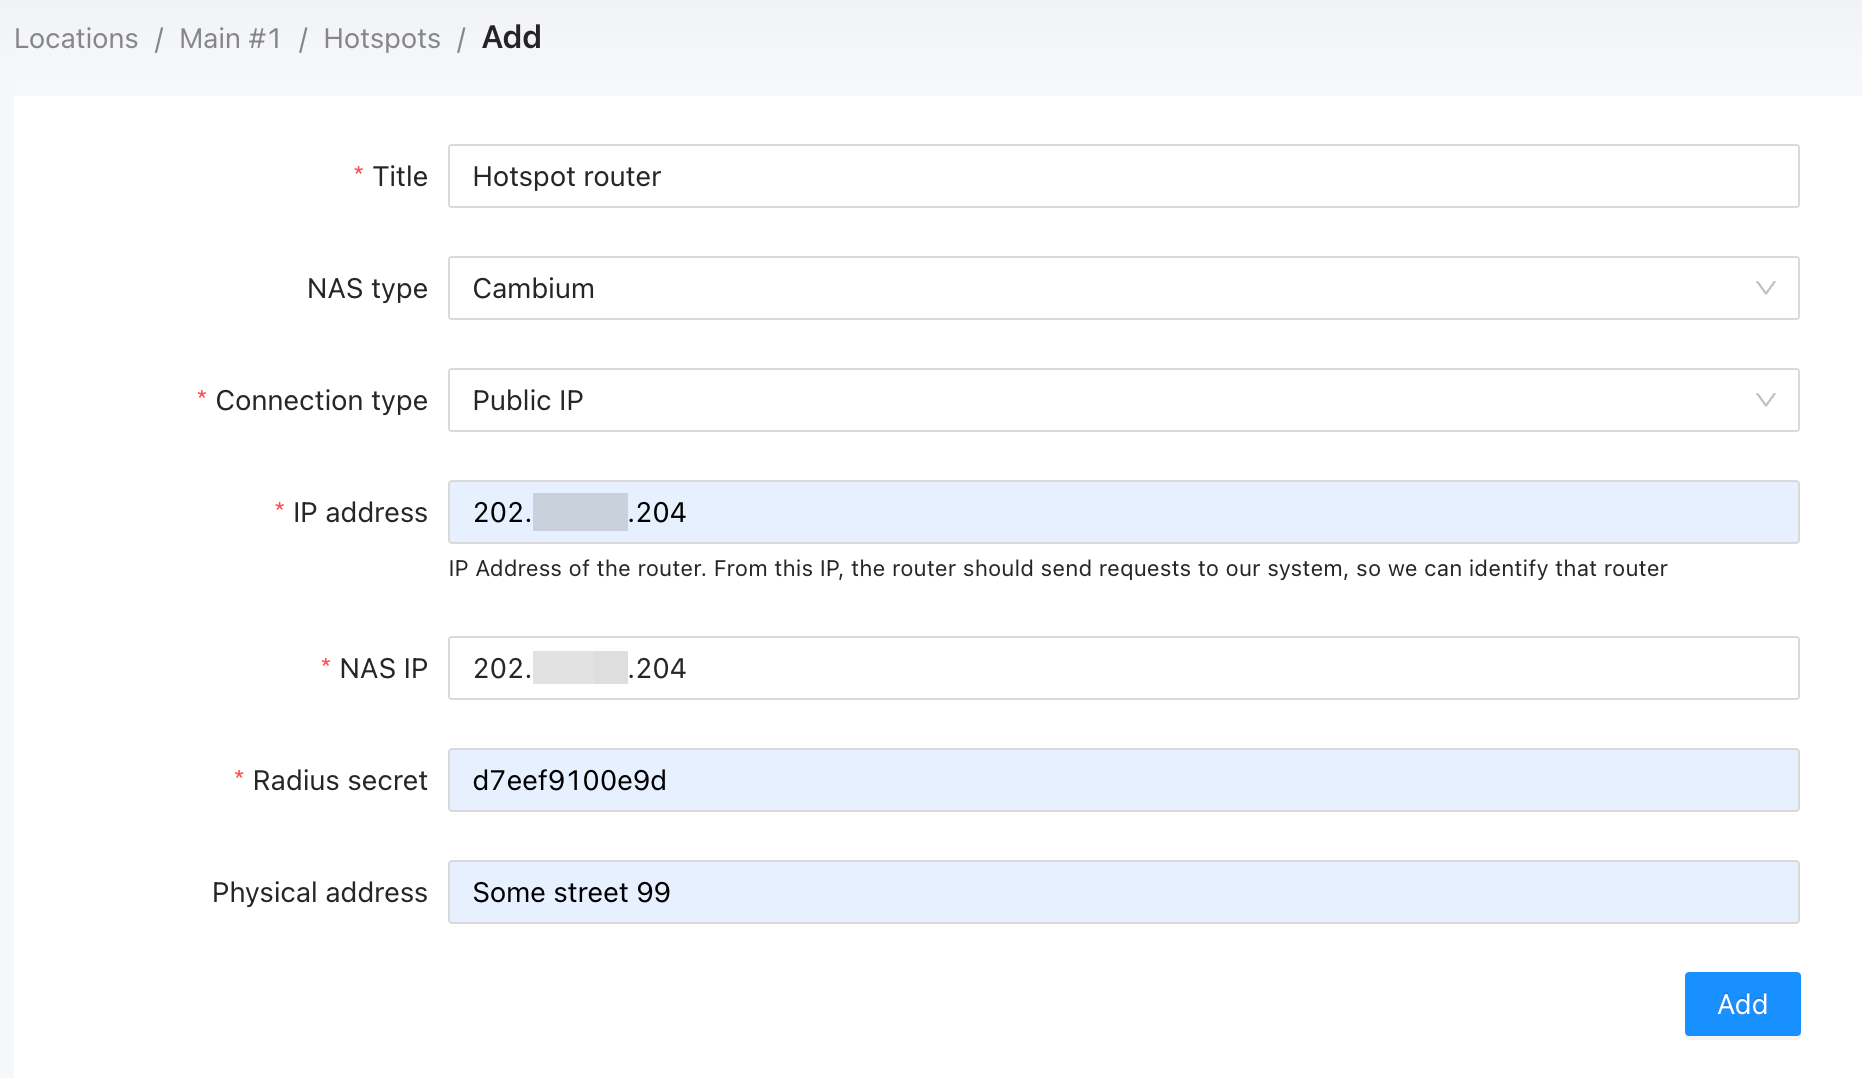 Locations / Main #1 / Hotspots / Add
* Title Hotspot router
NAS type Cambium
* Connection type Public IP
* IP address 202. .204
IP Address of the router. From this IP, the router should send requests to our system, so we can identify that router
* NAS IP 202. .204
* Radius secret d7eef9100e9d
Physical address Some street 99
Add